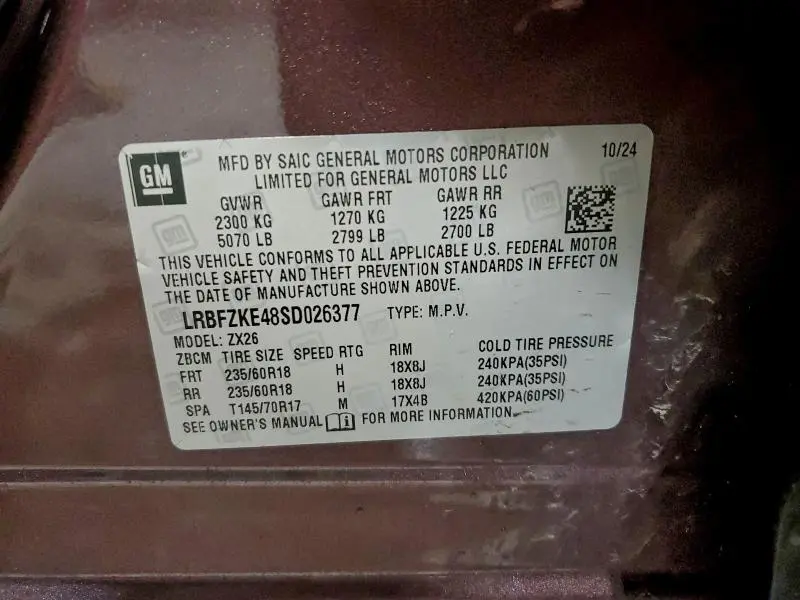 GM
MFD BY SAIC GENERAL MOTORS CORPORATION 10/24
LIMITED FOR GENERAL MOTORS LLC
GVWR GAWR FRT GAWR RR
2300 KG 1270 KG 1225 KG
5070 LB 2799 LB 2700 LB
THIS VEHICLE CONFORMS TO ALL APPLICABLE U.S. FEDERAL MOTOR
VEHICLE SAFETY AND THEFT PREVENTION STANDARDS IN EFFECT ON
THE DATE OF MANUFACTURE SHOWN ABOVE.
LRBFZKE48SD026377 TYPE: M.P.V.
MODEL: ZX26
ZBCM TIRE SIZE SPEED RTG RIM COLD TIRE PRESSURE
FRT 235/60R18 H 18X8J 240KPA(35PSI)
RR 235/60R18 H 18X8J 240KPA(35PSI)
SPA T145/70R17 M 17X4B 420KPA(60PSI)
SEE OWNER'S MANUAL FOR MORE INFORMATION.